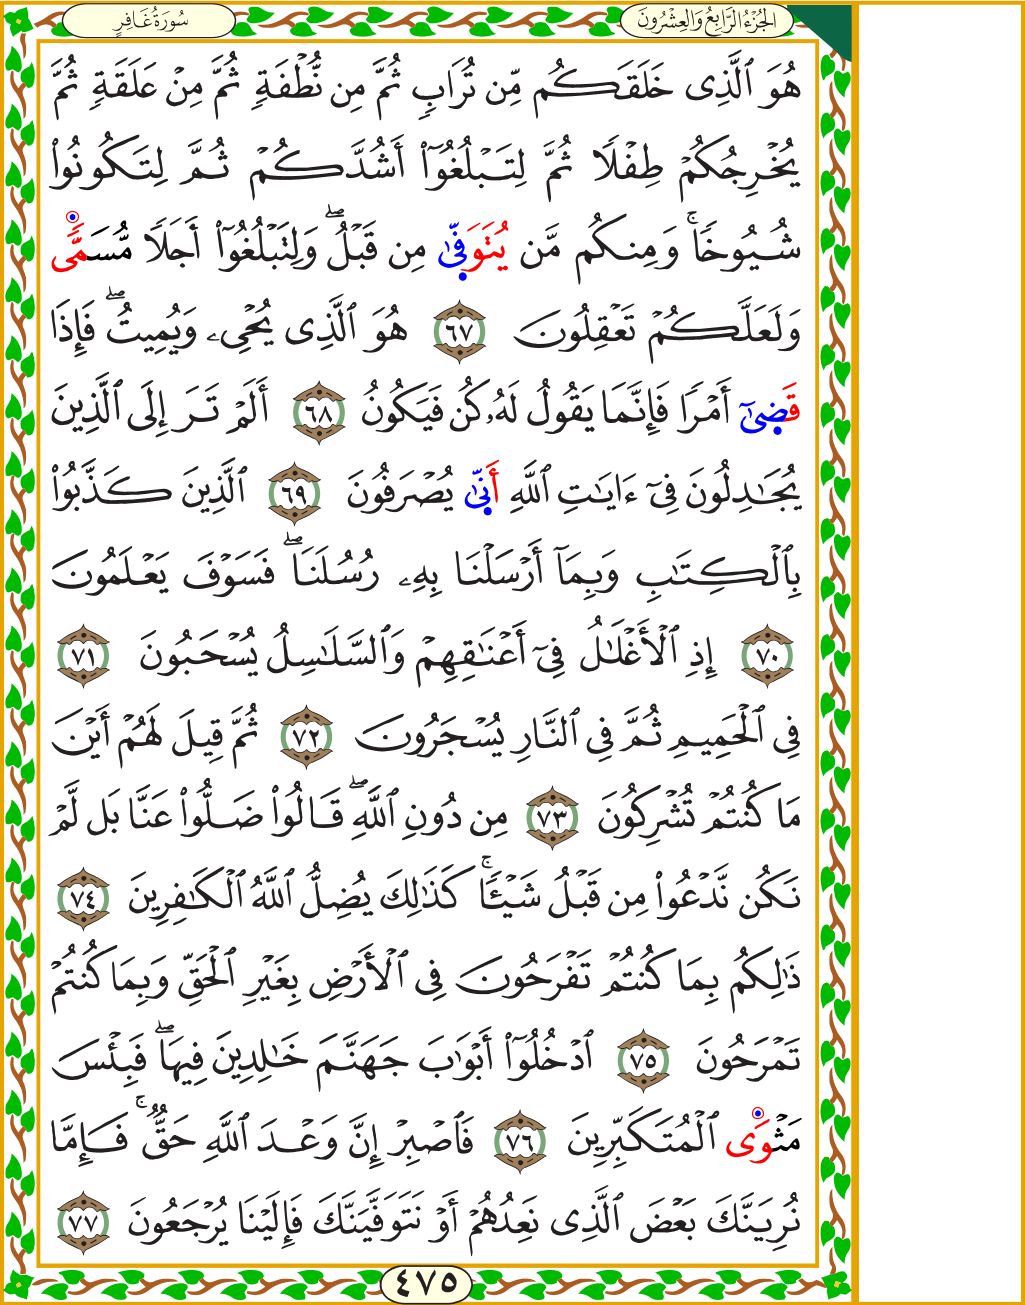 الجُزْءُ الرَّابِعُ وَالعِشْرُونَ
سُورَةُ غَافِرٍ
هُوَ ٱلَّذِى خَلَقَكُم مِّن تُرَابٖ ثُمَّ مِن نُّطۡفَةٖ ثُمَّ مِنۡ عَلَقَةٖ ثُمَّ
يُخۡرِجُكُمۡ طِفۡلٗا ثُمَّ لِتَبۡلُغُوٓاْ أَشُدَّكُمۡ ثُمَّ لِتَكُونُواْ
شُيُوخٗاۚ وَمِنكُم مَّن يُتَوَفّٜىٰ مِن قَبۡلُۖ وَلِتَبۡلُغُوٓاْ أَجَلٗا مُّسَمّٗى
وَلَعَلَّكُمۡ تَعۡقِلُونَ ٦٧ هُوَ ٱلَّذِى يُحۡىِۦ وَيُمِيتُۖ فَإِذَا
قَضٜىٰٓ أَمۡرٗا فَإِنَّمَا يَقُولُ لَهُۥ كُن فَيَكُونُ ٦٨ أَلَمۡ تَرَ إِلَى ٱلَّذِينَ
يُجَٰدِلُونَ فِىٓ ءَايَٰتِ ٱللَّهِ أَنّٜىٰ يُصۡرَفُونَ ٦٩ ٱلَّذِينَ كَذَّبُواْ
بِٱلۡكِتَٰبِ وَبِمَآ أَرۡسَلۡنَا بِهِۦ رُسُلَنَاۖ فَسَوۡفَ يَعۡلَمُونَ
٧٠ إِذِ ٱلۡأَغۡلَٰلُ فِىٓ أَعۡنَٰقِهِمۡ وَٱلسَّلَٰسِلُ يُسۡحَبُونَ ٧١
فِى ٱلۡحَمِيمِ ثُمَّ فِى ٱلنَّارِ يُسۡجَرُونَ ٧٢ ثُمَّ قِيلَ لَهُمۡ أَيۡنَ
مَا كُنتُمۡ تُشۡرِكُونَ ٧٣ مِن دُونِ ٱللَّهِۖ قَالُواْ ضَلُّواْ عَنَّا بَل لَّمۡ
نَكُن نَّدۡعُواْ مِن قَبۡلُ شَيۡـٔٗاۚ كَذَٰلِكَ يُضِلُّ ٱللَّهُ ٱلۡكَٰفِرِينَ ٧٤
ذَٰلِكُم بِمَا كُنتُمۡ تَفۡرَحُونَ فِى ٱلۡأَرۡضِ بِغَيۡرِ ٱلۡحَقِّ وَبِمَا كُنتُمۡ
تَمۡرَحُونَ ٧٥ ٱدۡخُلُوٓاْ أَبۡوَٰبَ جَهَنَّمَ خَٰلِدِينَ فِيهَاۖ فَبِئۡسَ
مَثۡوَى ٱلۡمُتَكَبِّرِينَ ٧٦ فَٱصۡبِرۡ إِنَّ وَعۡدَ ٱللَّهِ حَقّٞۚ فَإِمَّا
نُرِيَنَّكَ بَعۡضَ ٱلَّذِى نَعِدُهُمۡ أَوۡ نَتَوَفَّيَنَّكَ فَإِلَيۡنَا يُرۡجَعُونَ ٧٧
٤٧٥